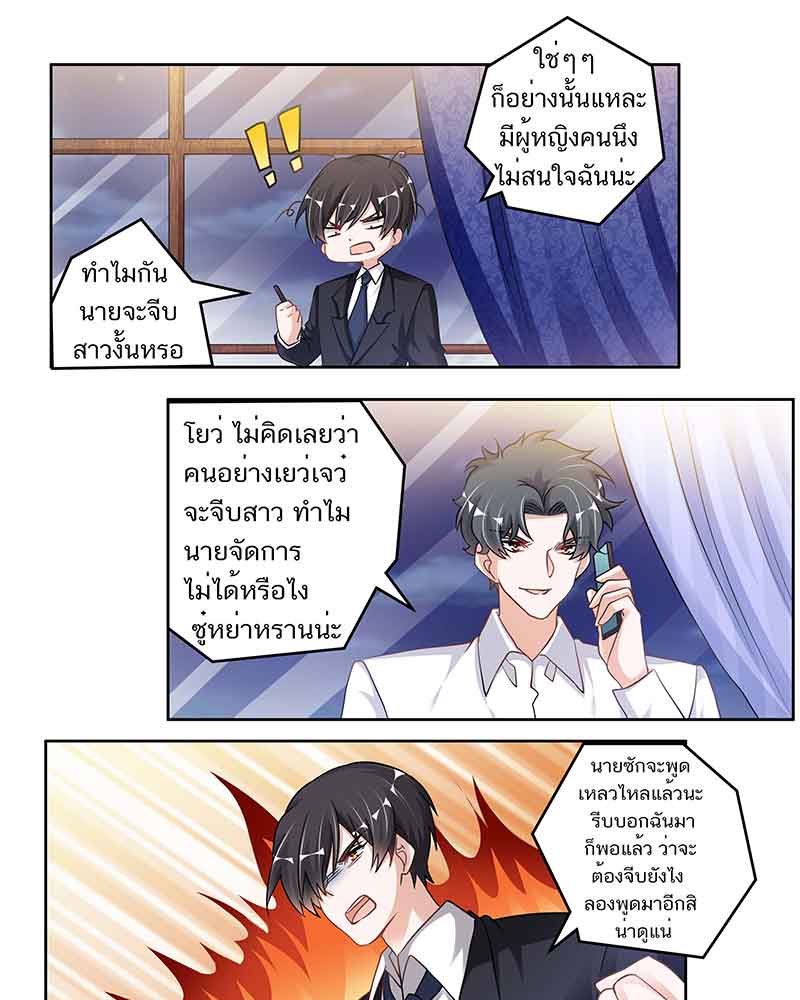 ใช่ๆๆ
ก็อย่างนั้นแหละ
มีผู้หญิงคนนึง
ไม่สนใจฉันน่ะ
ทำไมกัน
นายจะจีบ
สาวงั้นหรอ
โยว่ ไม่คิดเลยว่า
คนอย่างเยว่เจว๋
จะจีบสาว ทำไม
นายจัดการ
ไม่ได้หรือไง
ซู๋หย่าหรานน่ะ
นายชักจะพูด
เหลวไหลแล้วนะ
รีบบอกฉันมา
ก็พอแล้ว ว่าจะ
ต้องจีบยังไง
ลองพูดมาอีกสิ
น่าดูแน่